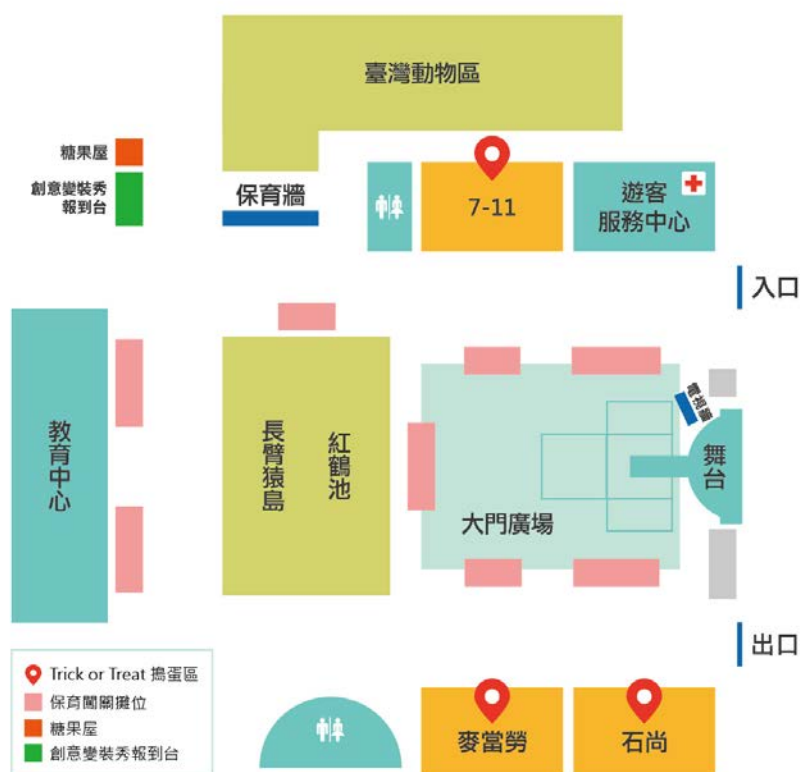 臺灣動物區
糖果屋
創意變裝秀
報到台
保育牆
7-11
遊客
服務中心
入口
教育中心
長臂猿島
紅鶴池
大門廣場
電視牆
舞台
出口
Trick or Treat 搗蛋區
保育闖關攤位
糖果屋
創意變裝秀報到台
麥當勞
石尚